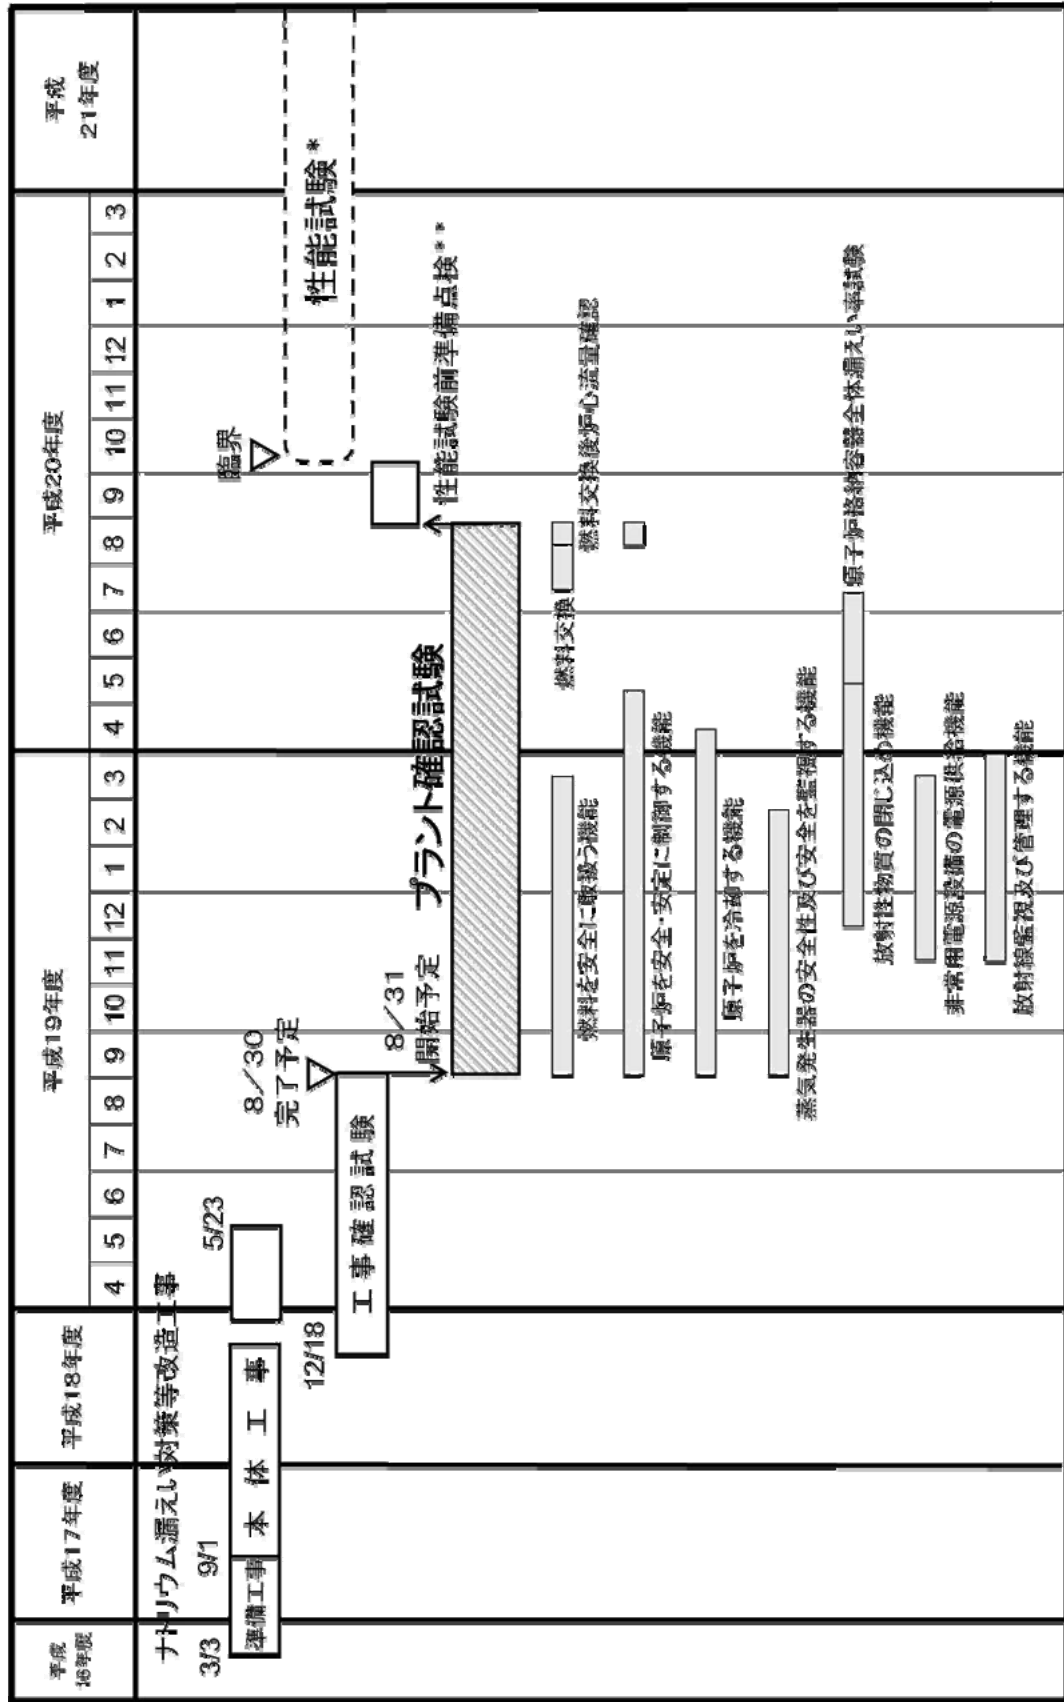 平成
16年度
平成17年度
平成18年度
平成19年度
平成20年度
平成
21年度
4
5
6
7
8
9
10
11
12
1
2
3
4
5
6
7
8
9
10
11
12
1
2
3
ナトリウム漏えい対策等改造工事
3/3
9/1
5/23
準備工事
本体工事
12/18
工事確認試験
8/30
完了予定
8/31
開始予定
臨界
性能試験*
プラント確認試験
性能試験前準備点検**
燃料交換
燃料交換後炉心流量確認
燃料を安全に取扱う機能
原子炉を安全・安定に制御する機能
原子炉を冷却する機能
蒸気発生器の安全性及び安全を監視する機能
原子炉格納容器全体漏えい率試験
放射性物質の閉じ込め機能
非常用電源設備の電源供給機能
放射線監視及び管理する機能